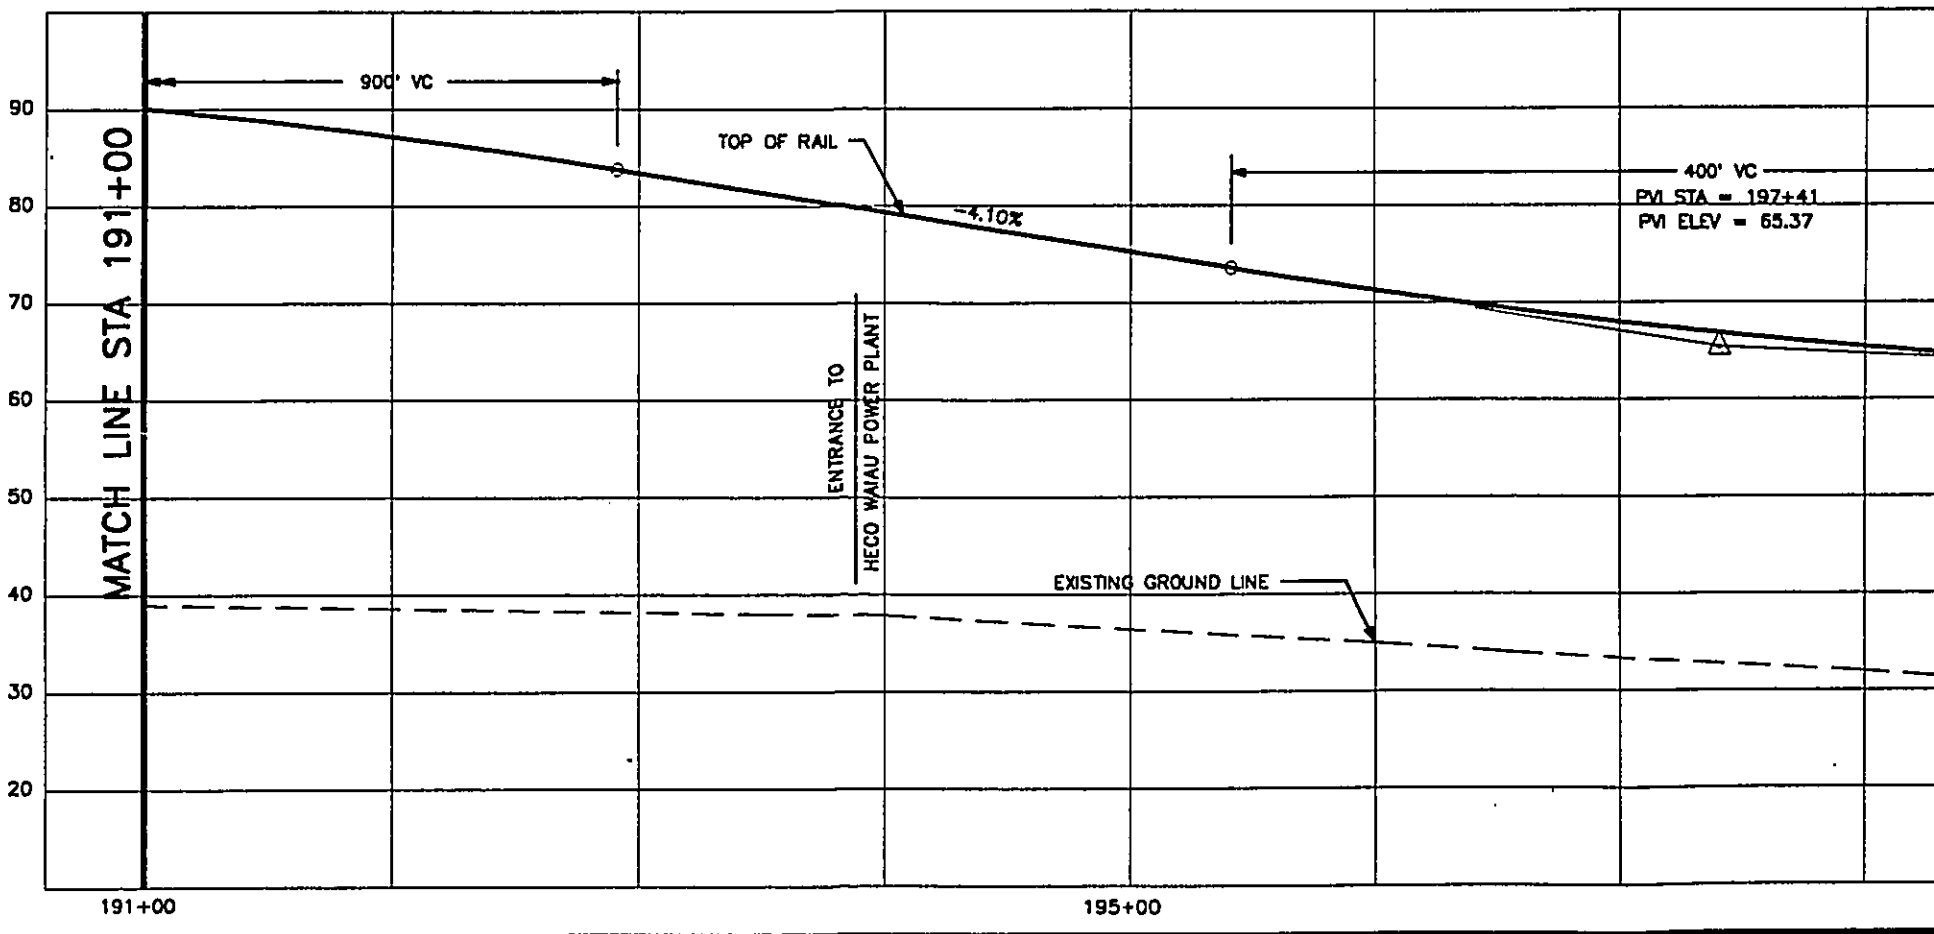 900' VC
90
TOP OF RAIL
400' VC
PVI STA = 197+41
PVI ELEV = 65.37
80
-4.10%
MATCH LINE STA 191+00
70
ENTRANCE TO
HECO WAIAU POWER PLANT
60
50
EXISTING GROUND LINE
40
30
20
191+00
195+00